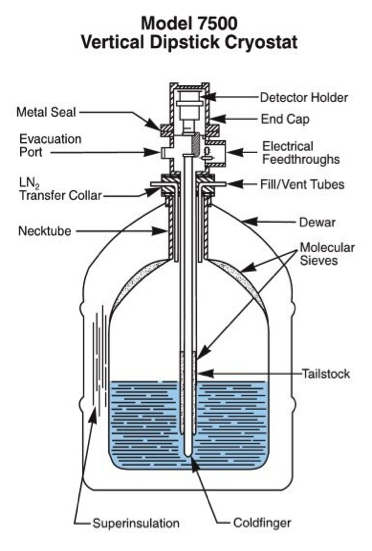 Model 7500
Vertical Dipstick Cryostat
Detector Holder
Metal Seal
End Cap
Evacuation
Port
Electrical
Feedthroughs
LN₂
Transfer Collar
Fill/Vent Tubes
Necktube
Dewar
Molecular
Sieves
Tailstock
Superinsulation
Coldfinger